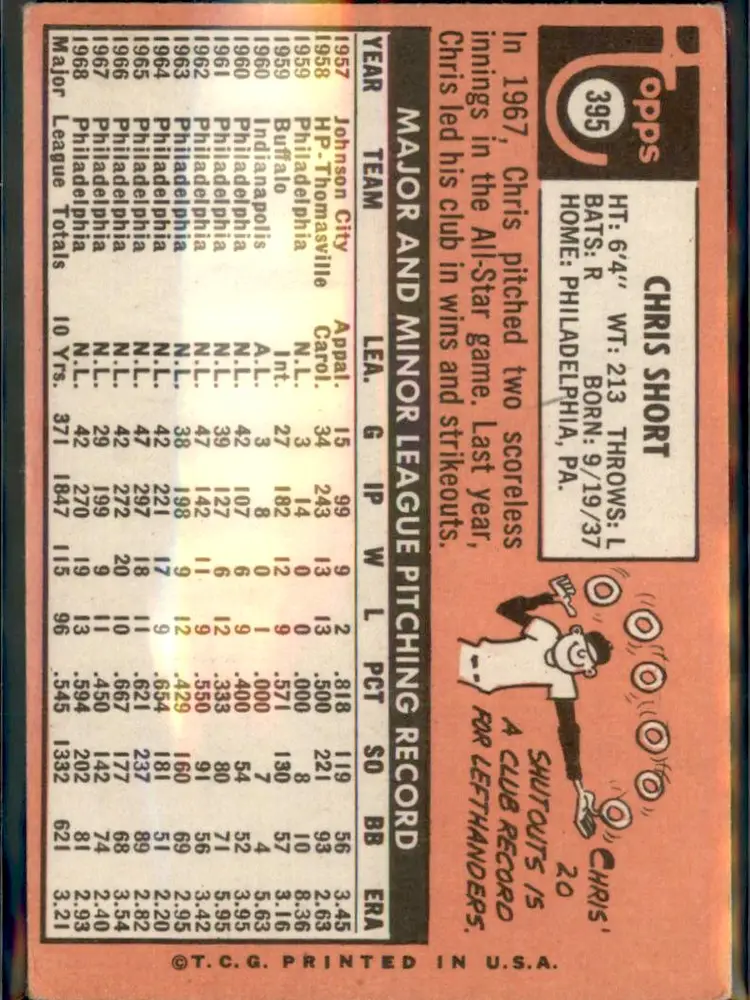 Topps
395
CHRIS SHORT
HT: 6'4" WT: 213 THROWS: L
BATS: R BORN: 9/19/37
HOME: PHILADELPHIA, PA.
CHRIS'
20
SHUTOUTS IS
A CLUB RECORD
FOR LEFTHANDERS.
In 1967, Chris pitched two scoreless
innings in the All-Star game. Last year,
Chris led his club in wins and strikeouts.
MAJOR AND MINOR LEAGUE PITCHING RECORD
YEAR TEAM LEA. G IP W L PCT SO BB ERA
1957 Johnson City Appal. 15 99 9 2 .818 119 56 3.45
1958 HP-Thomasville Carol. 34 243 13 13 .500 221 93 2.63
1959 Philadelphia N.L. 3 14 0 0 .000 8 10 8.36
1959 Buffalo Int. 27 182 12 9 .571 130 57 3.16
1960 Indianapolis A.L. 3 8 0 1 .000 7 4 5.63
1960 Philadelphia N.L. 42 107 6 9 .400 54 52 3.95
1961 Philadelphia N.L. 39 127 6 12 .333 80 71 5.95
1962 Philadelphia N.L. 47 142 11 9 .550 91 56 3.42
1963 Philadelphia N.L. 38 198 9 12 .429 160 69 2.95
1964 Philadelphia N.L. 42 221 17 9 .654 181 51 2.20
1965 Philadelphia N.L. 47 297 18 11 .621 237 89 2.82
1966 Philadelphia N.L. 42 272 20 10 .667 177 68 3.54
1967 Philadelphia N.L. 29 199 9 11 .450 142 74 2.40
1968 Philadelphia N.L. 42 270 19 13 .594 202 81 2.93
Major League Totals 10 Yrs. 371 1847 115 96 .545 1332 621 3.21
©T.C.G. PRINTED IN U.S.A.